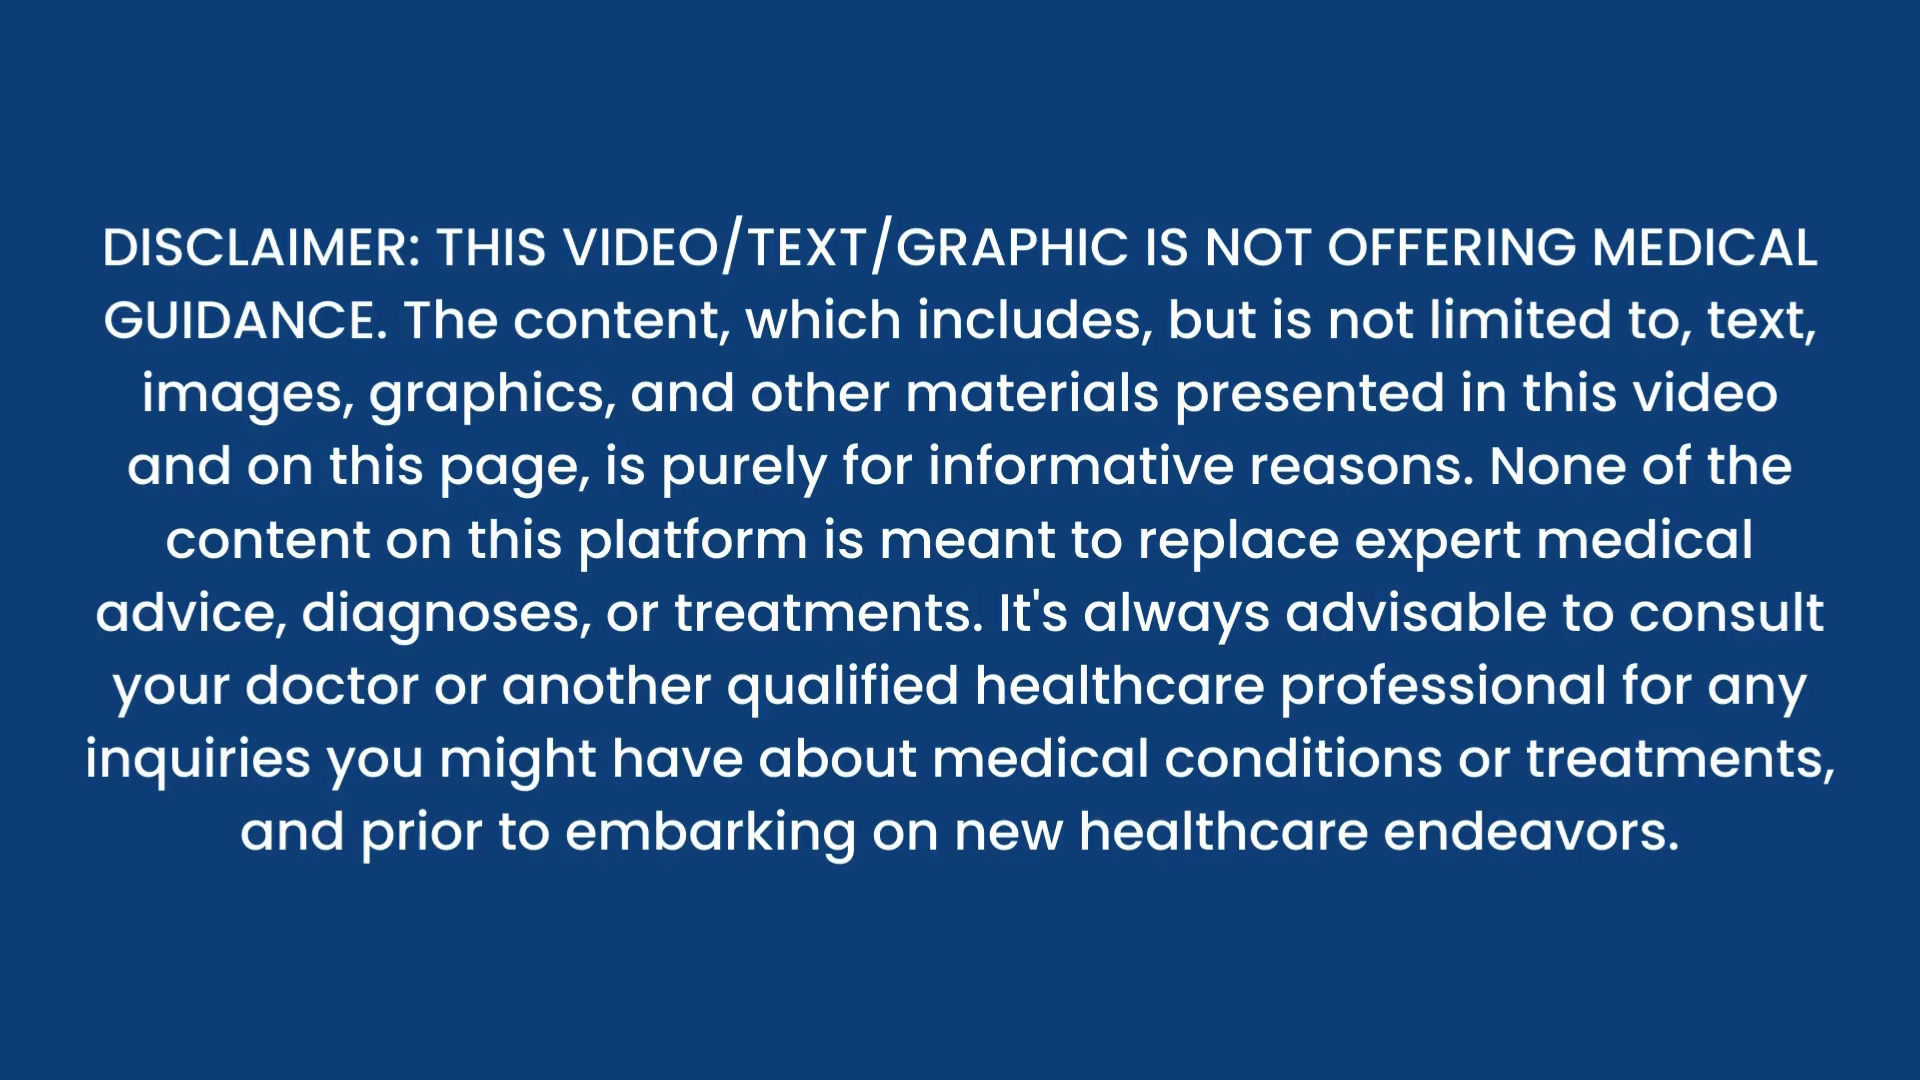 DISCLAIMER: THIS VIDEO/TEXT/GRAPHIC IS NOT OFFERING MEDICAL
GUIDANCE. The content, which includes, but is not limited to, text,
images, graphics, and other materials presented in this video
and on this page, is purely for informative reasons. None of the
content on this platform is meant to replace expert medical
advice, diagnoses, or treatments. It's always advisable to consult
your doctor or another qualified healthcare professional for any
inquiries you might have about medical conditions or treatments,
and prior to embarking on new healthcare endeavors.